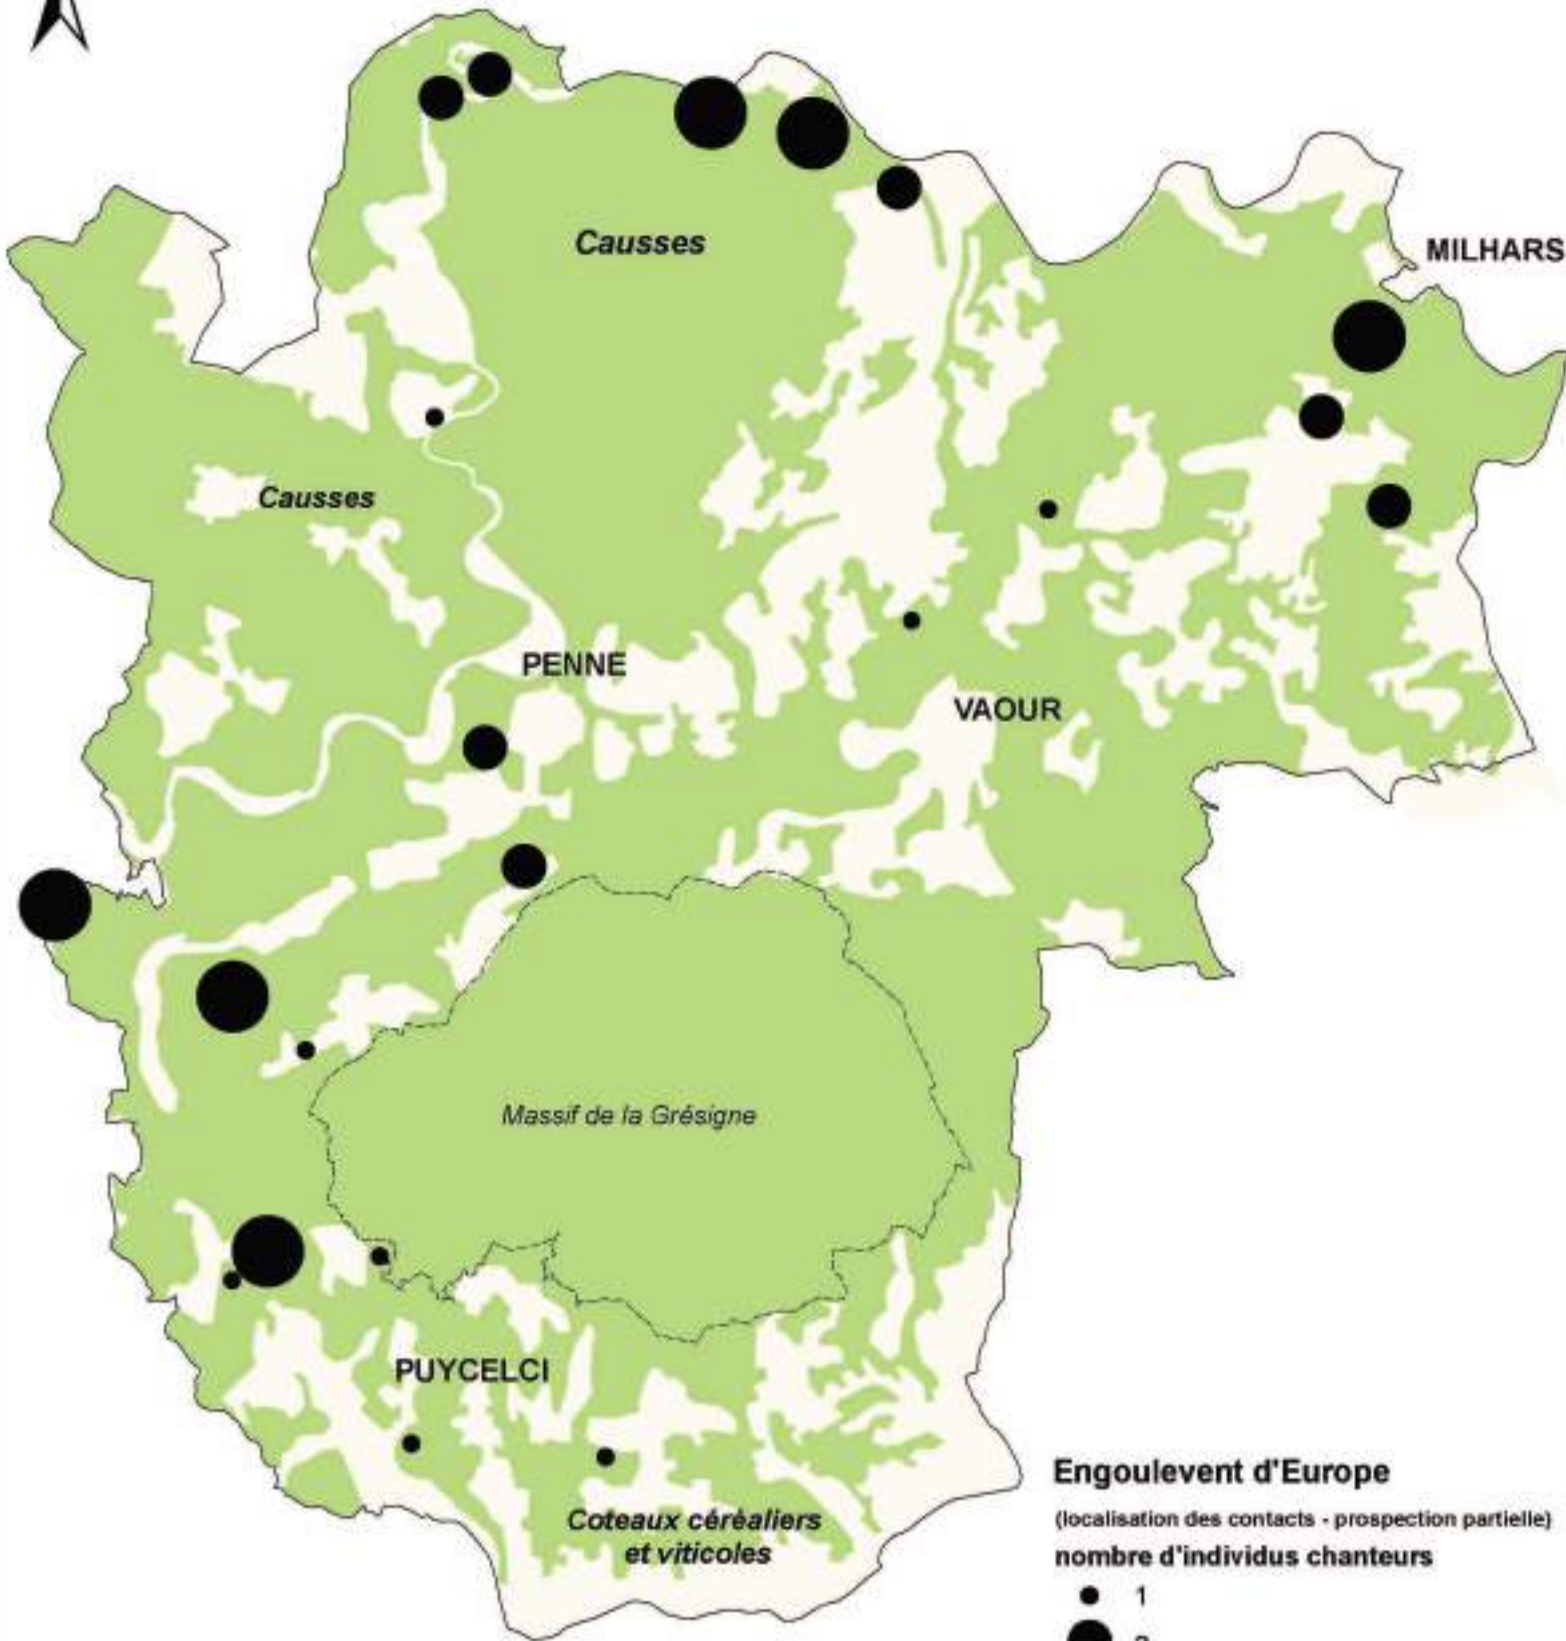 Causses
MILHARS
Causses
PENNE
VAOUR
Massif de la Grésigne
PUYCELCI
Coteaux céréaliers
et viticoles
Engoulevent d'Europe
(localisation des contacts - prospection partielle)
nombre d'individus chanteurs
1